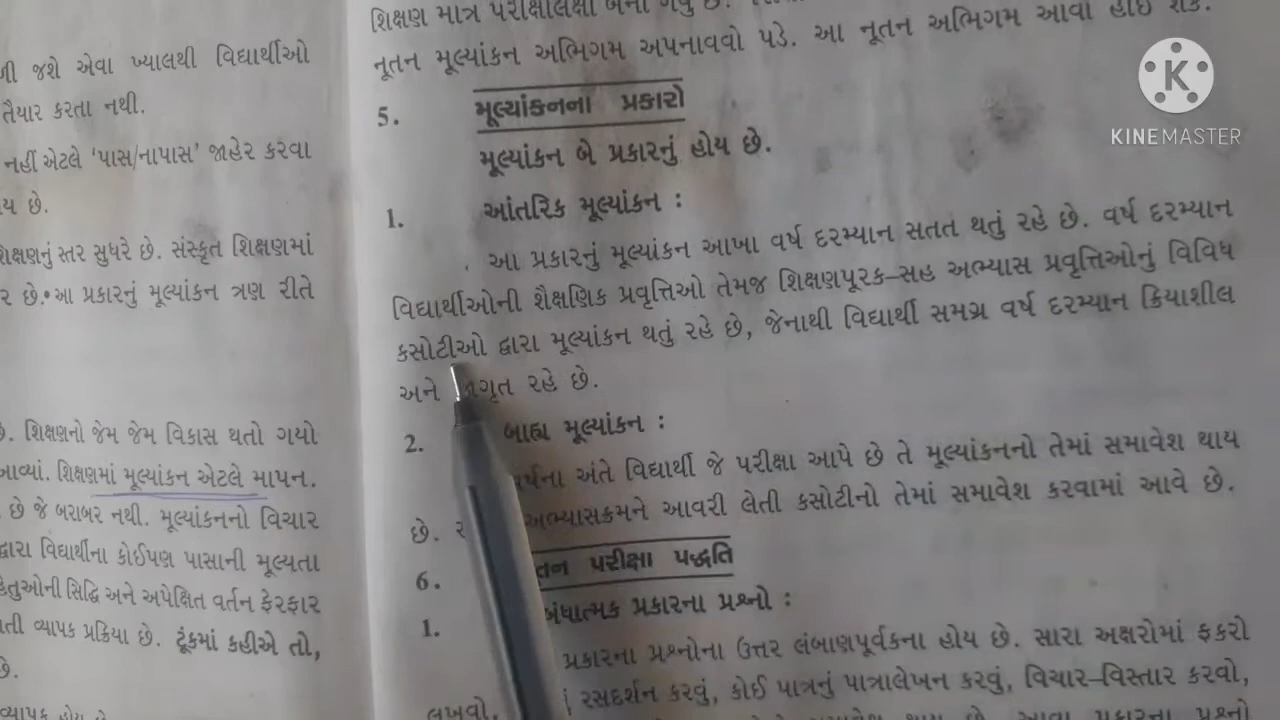 ની જશે એવા ખ્યાલથી વિદ્યાર્થીઓ
તૈયાર કરતા નથી.
નહીં એટલે 'પાસ/નાપાસ' જાહેર કરવા
ય છે.
શિક્ષણનું સ્તર સુધરે છે. સંસ્કૃત શિક્ષણમાં
ર છે. આ પ્રકારનું મૂલ્યાંકન ત્રણ રીતે
છે. શિક્ષણનો જેમ જેમ વિકાસ થતો ગયો
આવ્યાં. શિક્ષણમાં મૂલ્યાંકન એટલે માપન.
છે જે બરાબર નથી. મૂલ્યાંકનનો વિચાર
દ્વારા વિદ્યાર્થીના કોઈપણ પાસાની મૂલ્યતા
હેતુઓની સિદ્ધિ અને અપેક્ષિત વર્તન ફેરફાર
તી વ્યાપક પ્રક્રિયા છે. ટૂંકમાં કહીએ તો,
છે.
શિક્ષણ માત્ર પરીક્ષાલક્ષી બની ગયું છે.
નૂતન મૂલ્યાંકન અભિગમ અપનાવવો પડે. આ નૂતન અભિગમ આવો હોઈ શકે.
5. મૂલ્યાંકનના પ્રકારો
મૂલ્યાંકન બે પ્રકારનું હોય છે.
1. આંતરિક મૂલ્યાંકન :
આ પ્રકારનું મૂલ્યાંકન આખા વર્ષ દરમ્યાન સતત થતું રહે છે. વર્ષ દરમ્યાન
વિદ્યાર્થીઓની શૈક્ષણિક પ્રવૃત્તિઓ તેમજ શિક્ષણપૂરક-સહ અભ્યાસ પ્રવૃત્તિઓનું વિવિધ
કસોટીઓ દ્વારા મૂલ્યાંકન થતું રહે છે, જેનાથી વિદ્યાર્થી સમગ્ર વર્ષ દરમ્યાન ક્રિયાશીલ
અને જાગૃત રહે છે.
2. બાહ્ય મૂલ્યાંકન :
વર્ષના અંતે વિદ્યાર્થી જે પરીક્ષા આપે છે તે મૂલ્યાંકનનો તેમાં સમાવેશ થાય
છે. અભ્યાસક્રમને આવરી લેતી કસોટીનો તેમાં સમાવેશ કરવામાં આવે છે.
6. નૂતન પરીક્ષા પદ્ધતિ
1. નિબંધાત્મક પ્રકારના પ્રશ્નો :
પ્રકારના પ્રશ્નોના ઉત્તર લંબાણપૂર્વકના હોય છે. સારા અક્ષરોમાં ફકરો
લખવો, રસદર્શન કરવું, કોઈ પાત્રનું પાત્રાલેખન કરવું, વિચાર-વિસ્તાર કરવો,
KINEMASTER